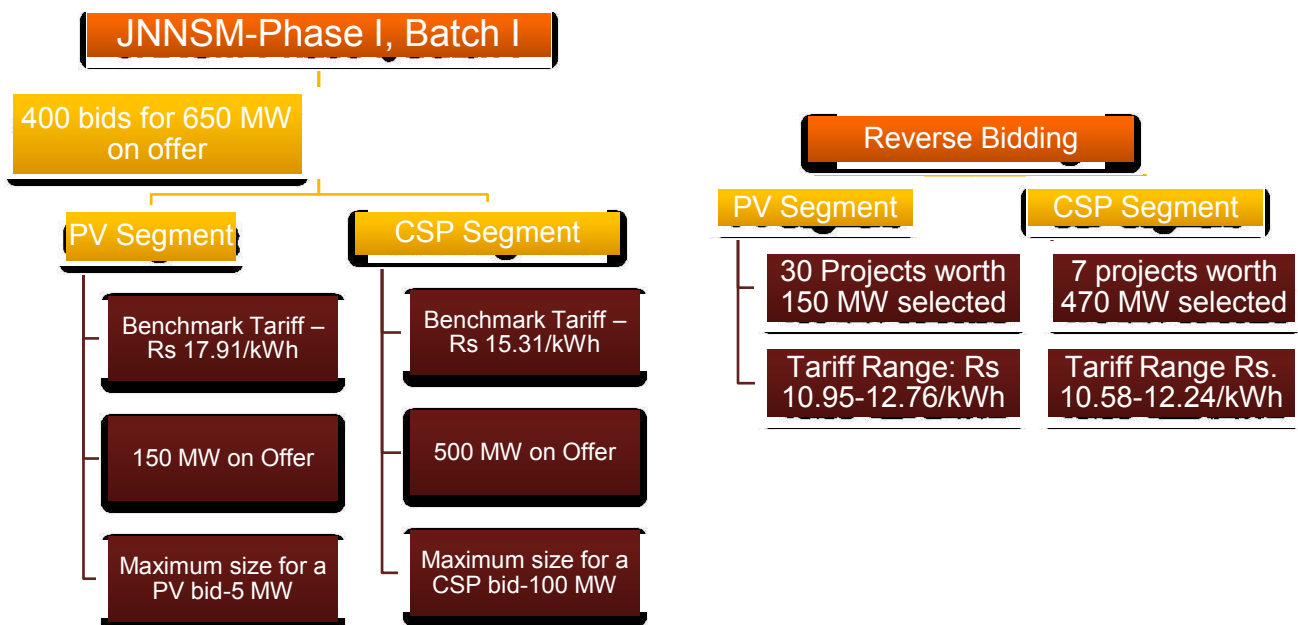 JNNSM-Phase I, Batch I
400 bids for 650 MW
on offer
PV Segment
Benchmark Tariff –
Rs 17.91/kWh
150 MW on Offer
Maximum size for a
PV bid-5 MW
CSP Segment
Benchmark Tariff –
Rs 15.31/kWh
500 MW on Offer
Maximum size for a
CSP bid-100 MW
Reverse Bidding
PV Segment
30 Projects worth
150 MW selected
Tariff Range: Rs
10.95-12.76/kWh
CSP Segment
7 projects worth
470 MW selected
Tariff Range Rs.
10.58-12.24/kWh